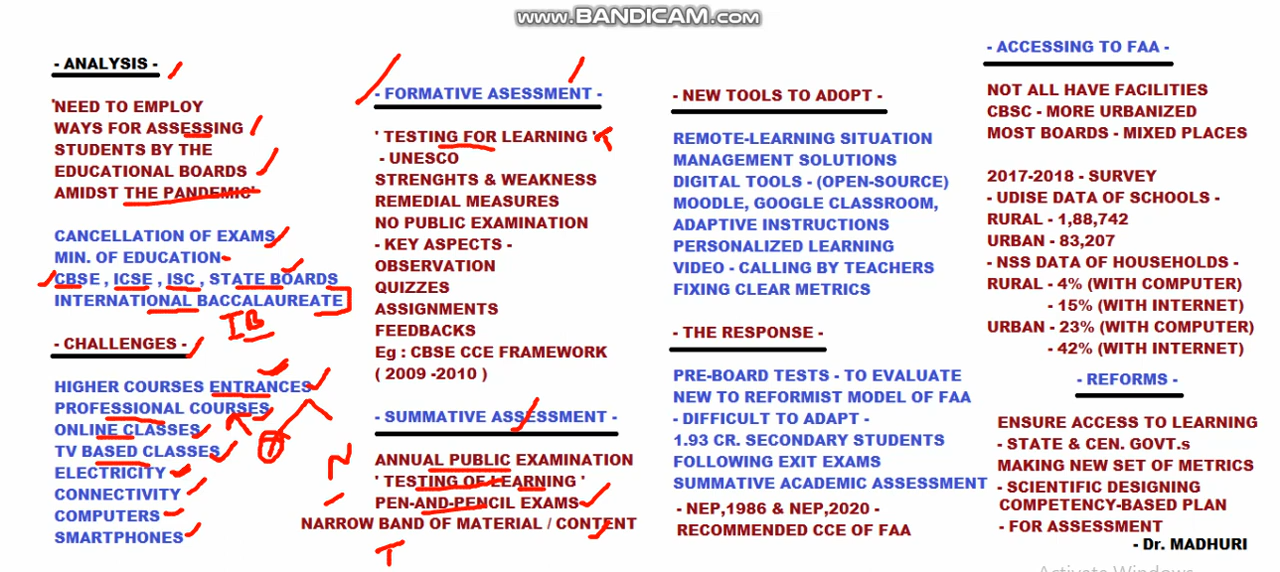 www.BANDICAM.com
- ANALYSIS -
'NEED TO EMPLOY
WAYS FOR ASSESSING
STUDENTS BY THE
EDUCATIONAL BOARDS
AMIDST THE PANDEMIC'
CANCELLATION OF EXAMS
MIN. OF EDUCATION
CBSE , ICSE , ISC , STATE BOARDS
INTERNATIONAL BACCALAUREATE
IB
- CHALLENGES -
HIGHER COURSES ENTRANCES
PROFESSIONAL COURSES
ONLINE CLASSES
TV BASED CLASSES
ELECTRICITY
CONNECTIVITY
COMPUTERS
SMARTPHONES
- FORMATIVE ASESSMENT -
' TESTING FOR LEARNING '
- UNESCO
STRENGHTS & WEAKNESS
REMEDIAL MEASURES
NO PUBLIC EXAMINATION
- KEY ASPECTS -
OBSERVATION
QUIZZES
ASSIGNMENTS
FEEDBACKS
Eg : CBSE CCE FRAMEWORK
( 2009 -2010 )
- SUMMATIVE ASSESSMENT -
ANNUAL PUBLIC EXAMINATION
' TESTING OF LEARNING '
PEN-AND-PENCIL EXAMS
NARROW BAND OF MATERIAL / CONTENT
- NEW TOOLS TO ADOPT -
REMOTE-LEARNING SITUATION
MANAGEMENT SOLUTIONS
DIGITAL TOOLS - (OPEN-SOURCE)
MOODLE, GOOGLE CLASSROOM,
ADAPTIVE INSTRUCTIONS
PERSONALIZED LEARNING
VIDEO - CALLING BY TEACHERS
FIXING CLEAR METRICS
- THE RESPONSE -
PRE-BOARD TESTS - TO EVALUATE
NEW TO REFORMIST MODEL OF FAA
- DIFFICULT TO ADAPT -
1.93 CR. SECONDARY STUDENTS
FOLLOWING EXIT EXAMS
SUMMATIVE ACADEMIC ASSESSMENT
- NEP,1986 & NEP,2020 -
RECOMMENDED CCE OF FAA
- ACCESSING TO FAA -
NOT ALL HAVE FACILITIES
CBSC - MORE URBANIZED
MOST BOARDS - MIXED PLACES
2017-2018 - SURVEY
- UDISE DATA OF SCHOOLS -
RURAL - 1,88,742
URBAN - 83,207
- NSS DATA OF HOUSEHOLDS -
RURAL - 4% (WITH COMPUTER)
- 15% (WITH INTERNET)
URBAN - 23% (WITH COMPUTER)
- 42% (WITH INTERNET)
- REFORMS -
ENSURE ACCESS TO LEARNING
- STATE & CEN. GOVT.s
MAKING NEW SET OF METRICS
- SCIENTIFIC DESIGNING
COMPETENCY-BASED PLAN
- FOR ASSESSMENT
- Dr. MADHURI
Activate Windows